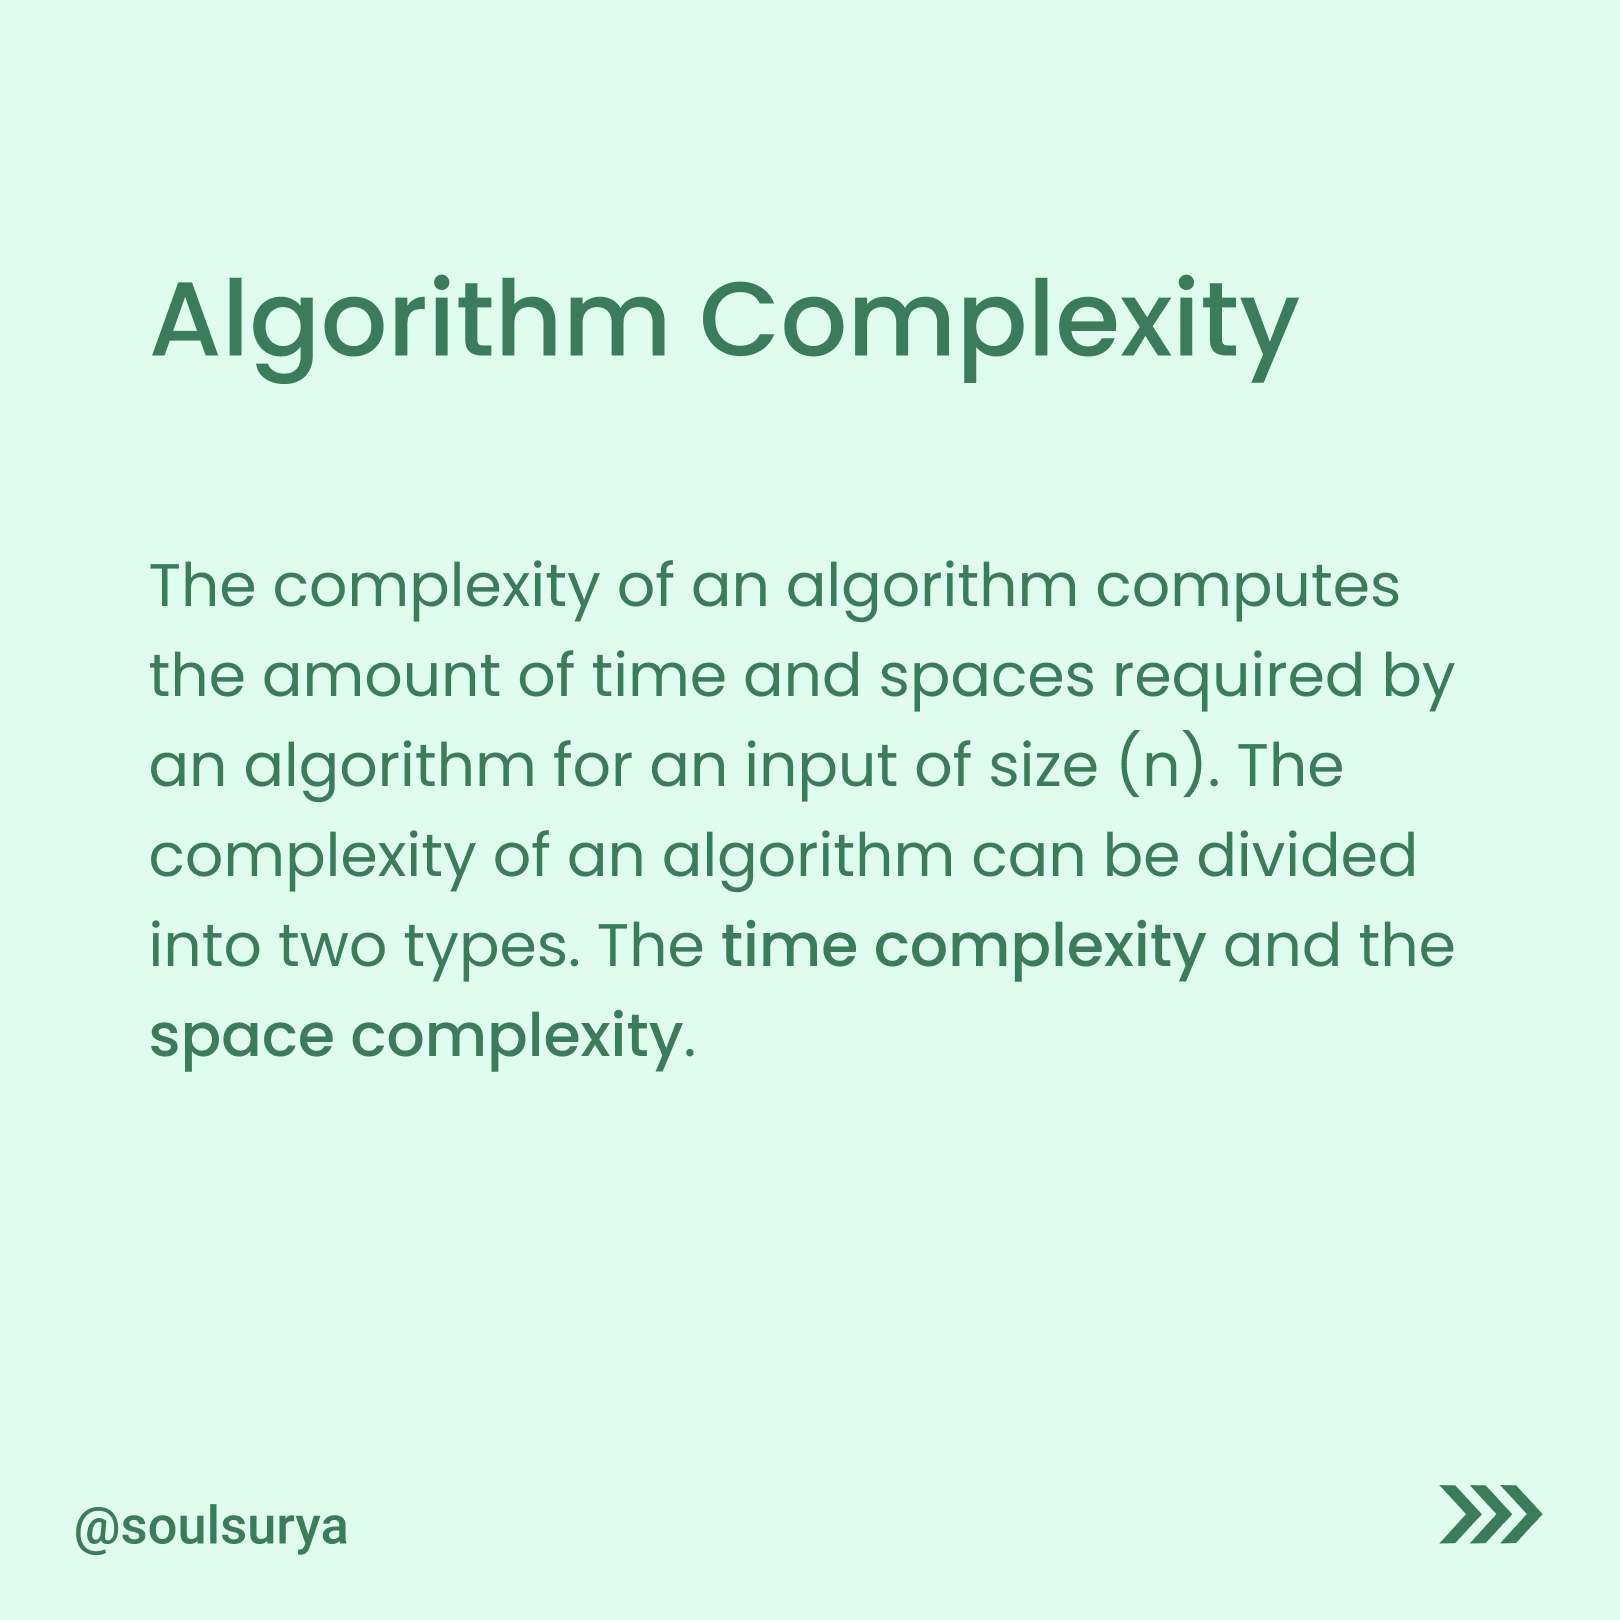 Algorithm Complexity
The complexity of an algorithm computes
the amount of time and spaces required by
an algorithm for an input of size (n). The
complexity of an algorithm can be divided
into two types. The time complexity and the
space complexity.
@soulsurya